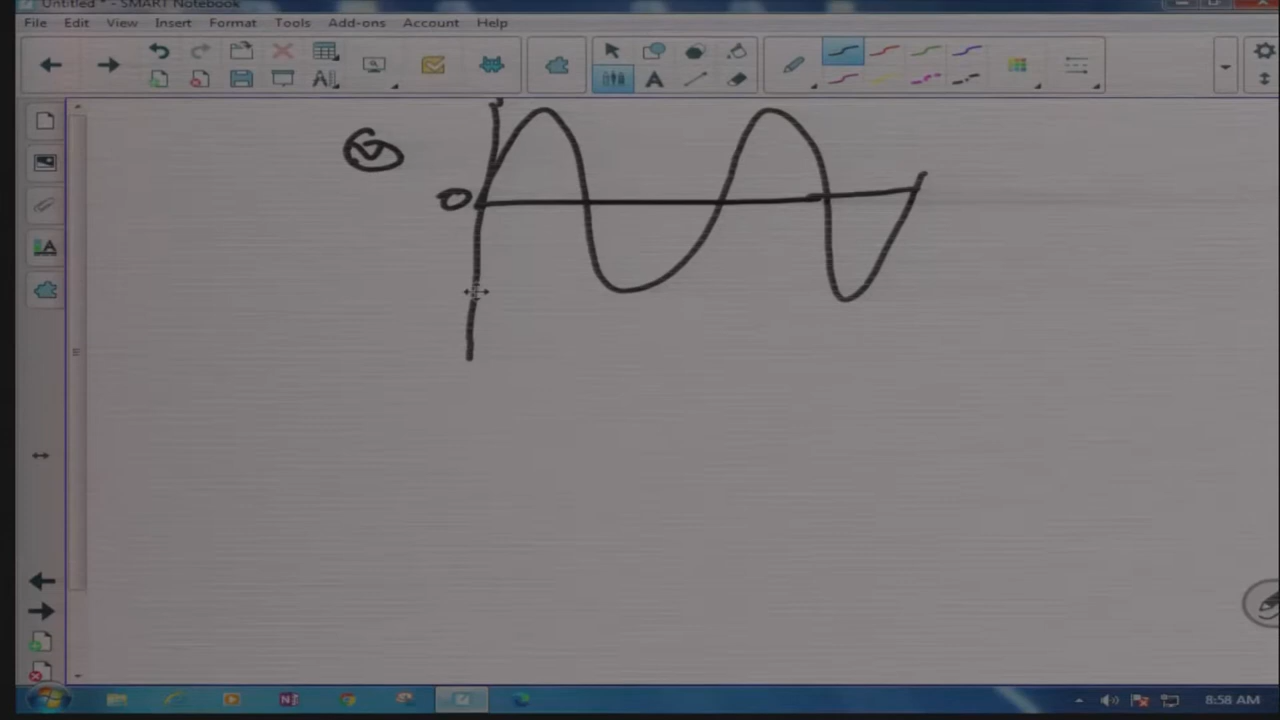 Untitled * - SMART Notebook
File Edit View Insert Format Tools Add-ons Account Help
V
0
8:58 AM